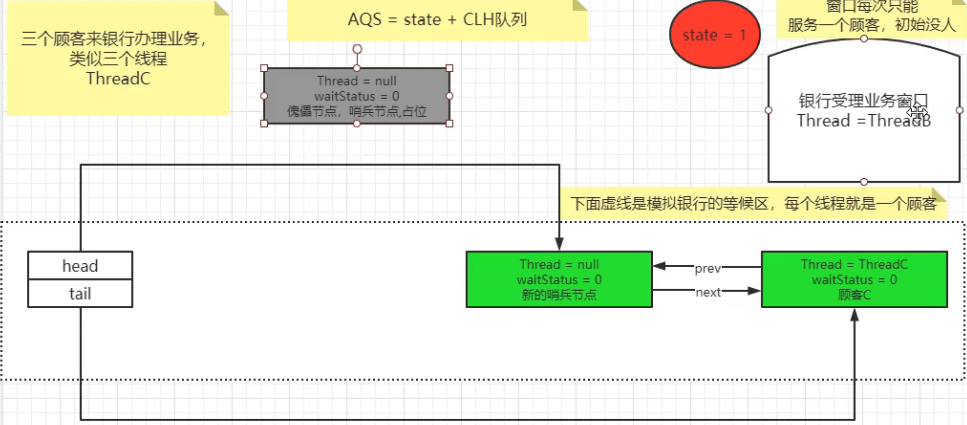 三个顾客来银行办理业务，
类似三个线程
ThreadC
AQS = state + CLH队列
Thread = null
waitStatus = 0
傀儡节点，哨兵节点,占位
state = 1
窗口每次只能
服务一个顾客，初始没人
银行受理业务窗口
Thread =ThreadB
下面虚线是模拟银行的等候区，每个线程就是一个顾客
head
tail
Thread = null
waitStatus = 0
新的哨兵节点
prev
next
Thread = ThreadC
waitStatus = 0
顾客C